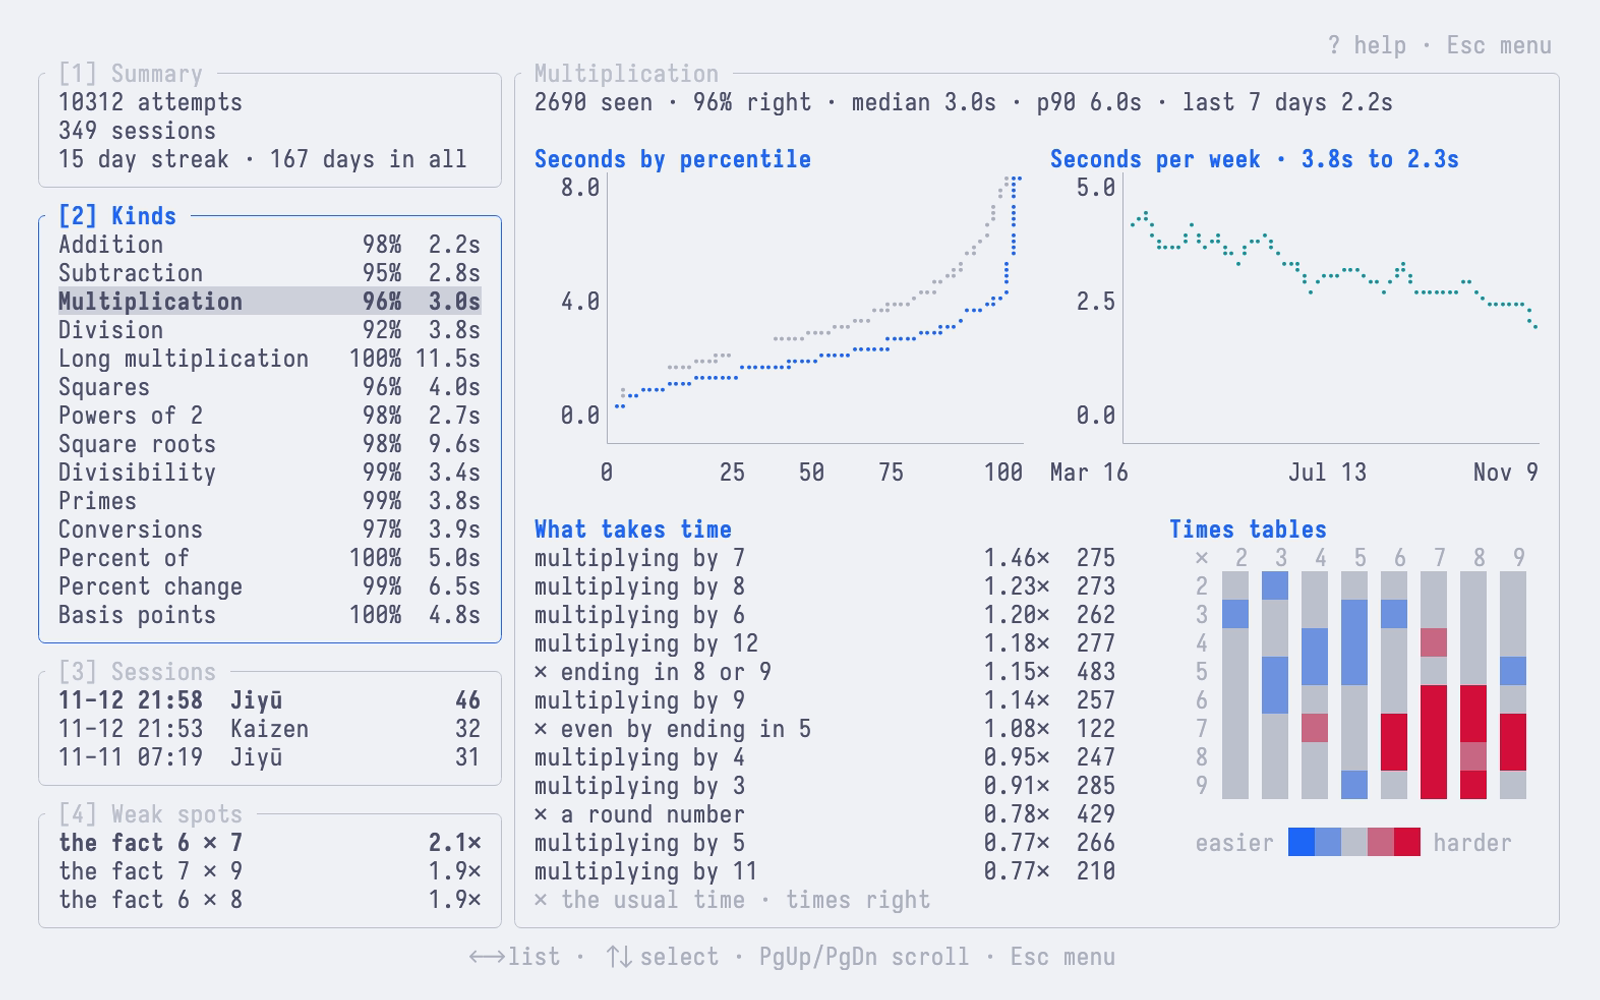 ? help · Esc menu
[1] Summary
10312 attempts
349 sessions
15 day streak · 167 days in all
[2] Kinds
Addition 98% 2.2s
Subtraction 95% 2.8s
Multiplication 96% 3.0s
Division 92% 3.8s
Long multiplication 100% 11.5s
Squares 96% 4.0s
Powers of 2 98% 2.7s
Square roots 98% 9.6s
Divisibility 99% 3.4s
Primes 99% 3.8s
Conversions 97% 3.9s
Percent of 100% 5.0s
Percent change 99% 6.5s
Basis points 100% 4.8s
[3] Sessions
11-12 21:58 Jiyū 46
11-12 21:53 Kaizen 32
11-11 07:19 Jiyū 31
[4] Weak spots
the fact 6 × 7 2.1×
the fact 7 × 9 1.9×
the fact 6 × 8 1.9×
Multiplication
2690 seen · 96% right · median 3.0s · p90 6.0s · last 7 days 2.2s
Seconds by percentile
8.0
4.0
0.0
0 25 50 75 100
Seconds per week · 3.8s to 2.3s
5.0
2.5
0.0
Mar 16 Jul 13 Nov 9
What takes time
multiplying by 7 1.46× 275
multiplying by 8 1.23× 273
multiplying by 6 1.20× 262
multiplying by 12 1.18× 277
× ending in 8 or 9 1.15× 483
multiplying by 9 1.14× 257
× even by ending in 5 1.08× 122
multiplying by 4 0.95× 247
multiplying by 3 0.91× 285
× a round number 0.78× 429
multiplying by 5 0.77× 266
multiplying by 11 0.77× 210
× the usual time · times right
Times tables
× 2 3 4 5 6 7 8 9
2
3
4
5
6
7
8
9
easier harder
←→ list · ↑↓ select · PgUp/PgDn scroll · Esc menu